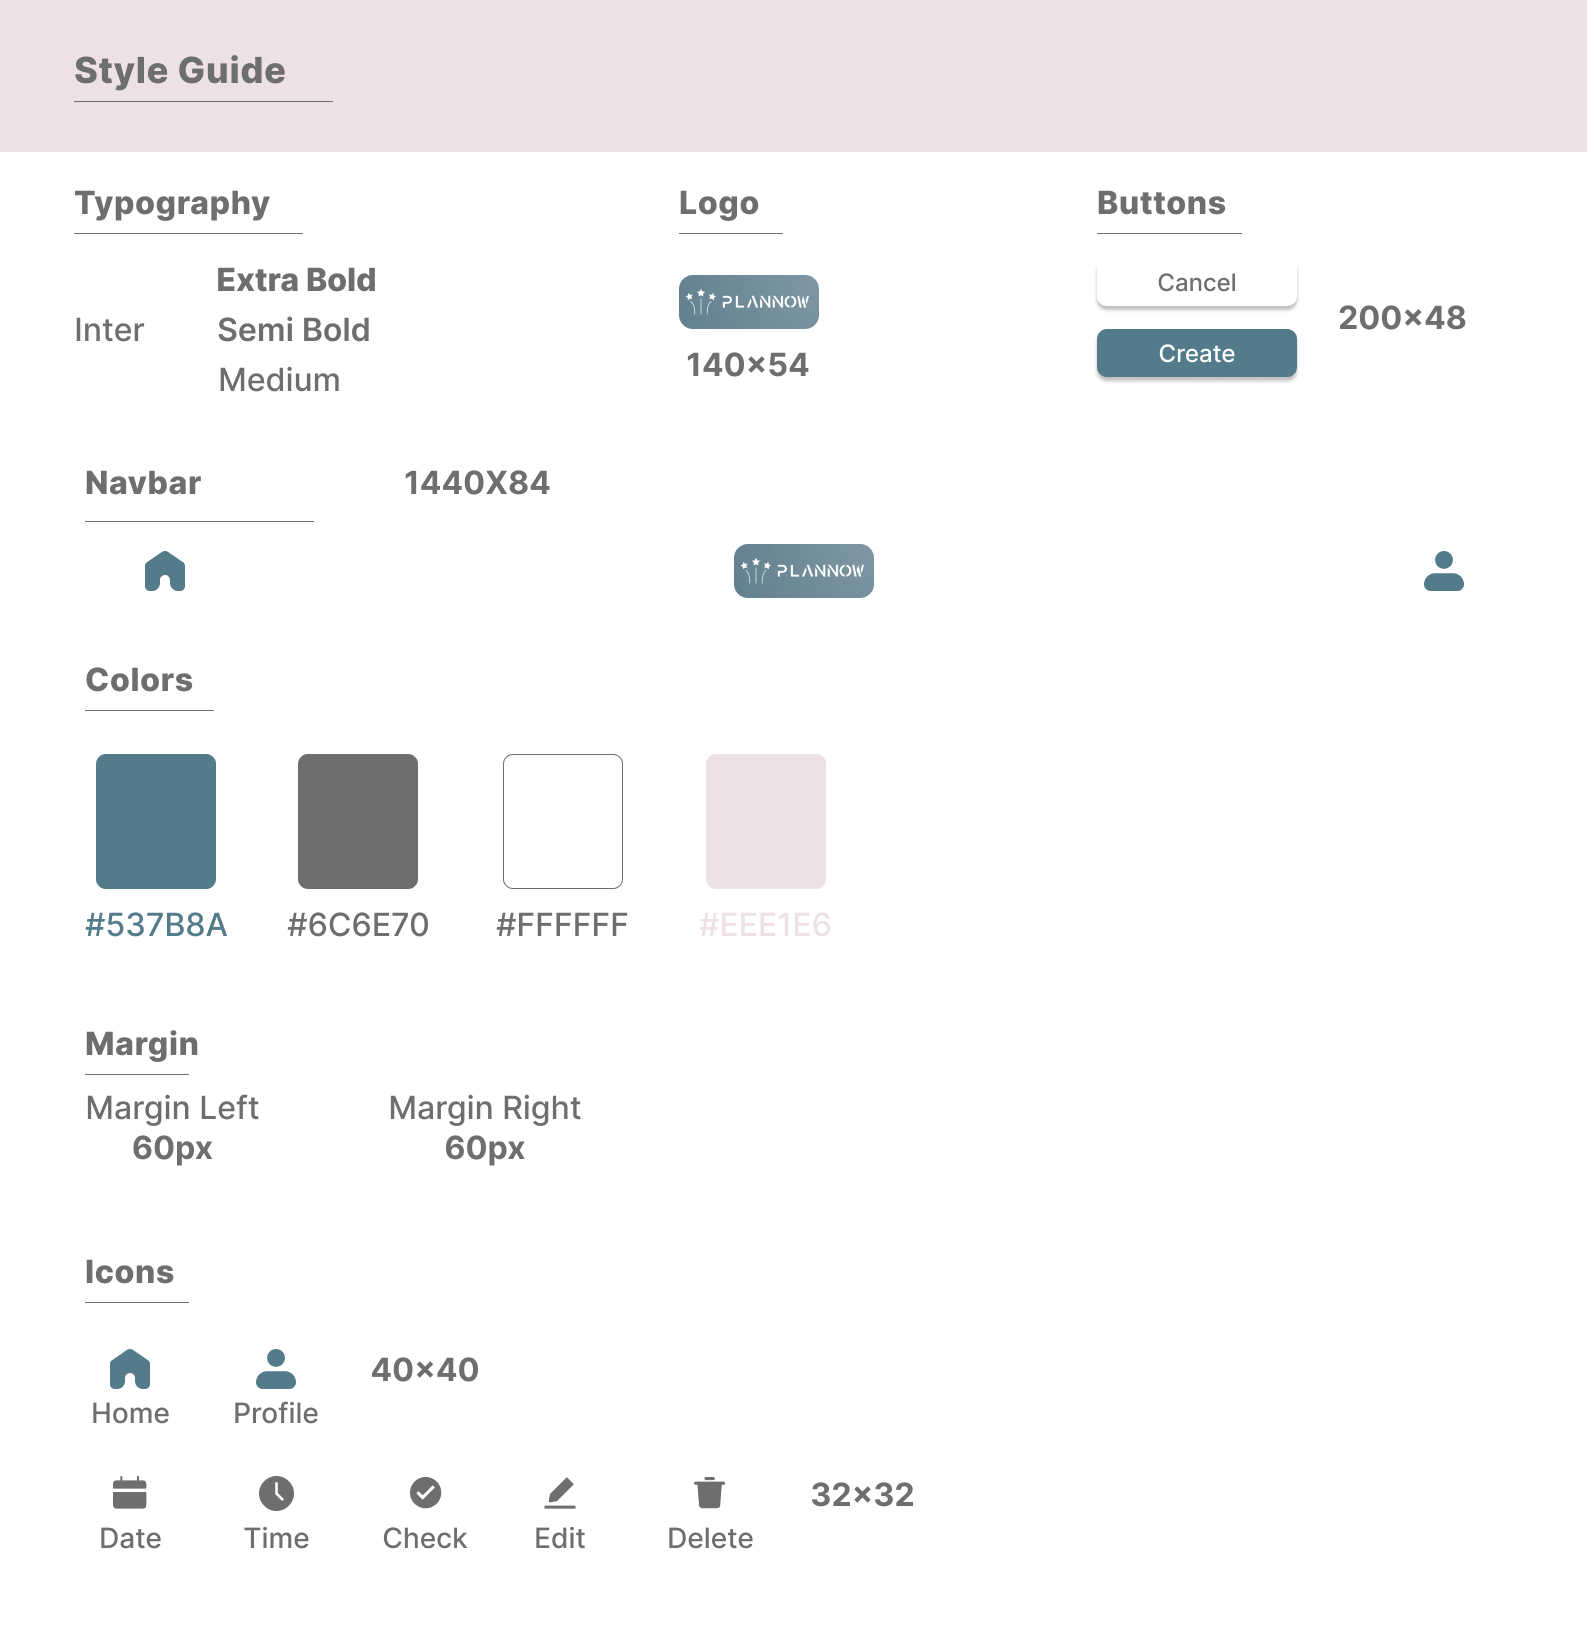 Style Guide
Typography
Inter
Extra Bold
Semi Bold
Medium
Logo
PLANNOW
140×54
Buttons
Cancel
Create
200×48
Navbar
1440X84
PLANNOW
Colors
#537B8A
#6C6E70
#FFFFFF
#EEE1E6
Margin
Margin Left
60px
Margin Right
60px
Icons
Home
Profile
40×40
Date
Time
Check
Edit
Delete
32×32